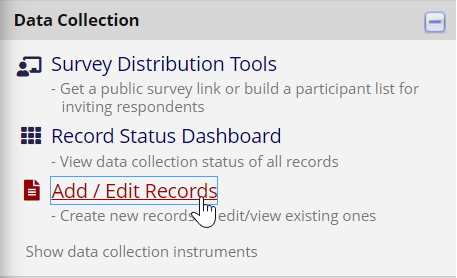 Data Collection
Survey Distribution Tools
- Get a public survey link or build a participant list for
inviting respondents
Record Status Dashboard
- View data collection status of all records
Add / Edit Records
- Create new records edit/view existing ones
Show data collection instruments